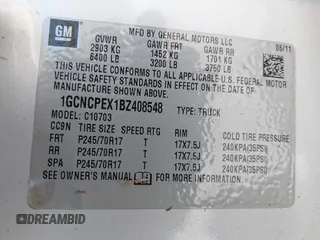 GM
MFD BY GENERAL MOTORS LLC
05/11
GVWR GAWR FRT GAWR RR
2903 KG 1452 KG 1701 KG
6400 LB 3200 LB 3750 LB
THIS VEHICLE CONFORMS TO ALL APPLICABLE U.S. FEDERAL MOTOR
VEHICLE SAFETY STANDARDS IN EFFECT ON THE DATE OF
MANUFACTURE SHOWN ABOVE.
1GCNCPEX1BZ408548 TYPE: TRUCK
MODEL: C10703
CC9N TIRE SIZE SPEED RTG RIM COLD TIRE PRESSURE
FRT P245/70R17 T 17X7.5J 240KPA(35PSI)
RR P245/70R17 T 17X7.5J 240KPA(35PSI)
SPA P245/70R17 T 17X7.5J 240KPA(35PSI)
SEE OWNER'S MANUAL FOR
DREAMBID